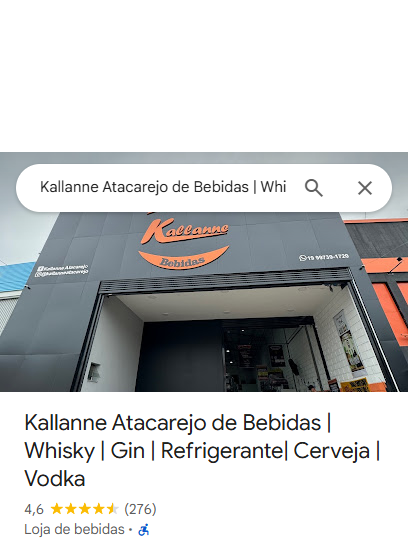 Kallanne Atacarejo de Bebidas | Whi
Kallanne
Bebidas
Kallanne Atacarejo
@kallanneatacarejo
19 99739-1720
Kallanne Atacarejo de Bebidas |
Whisky | Gin | Refrigerante| Cerveja |
Vodka
4,6 (276)
Loja de bebidas ·